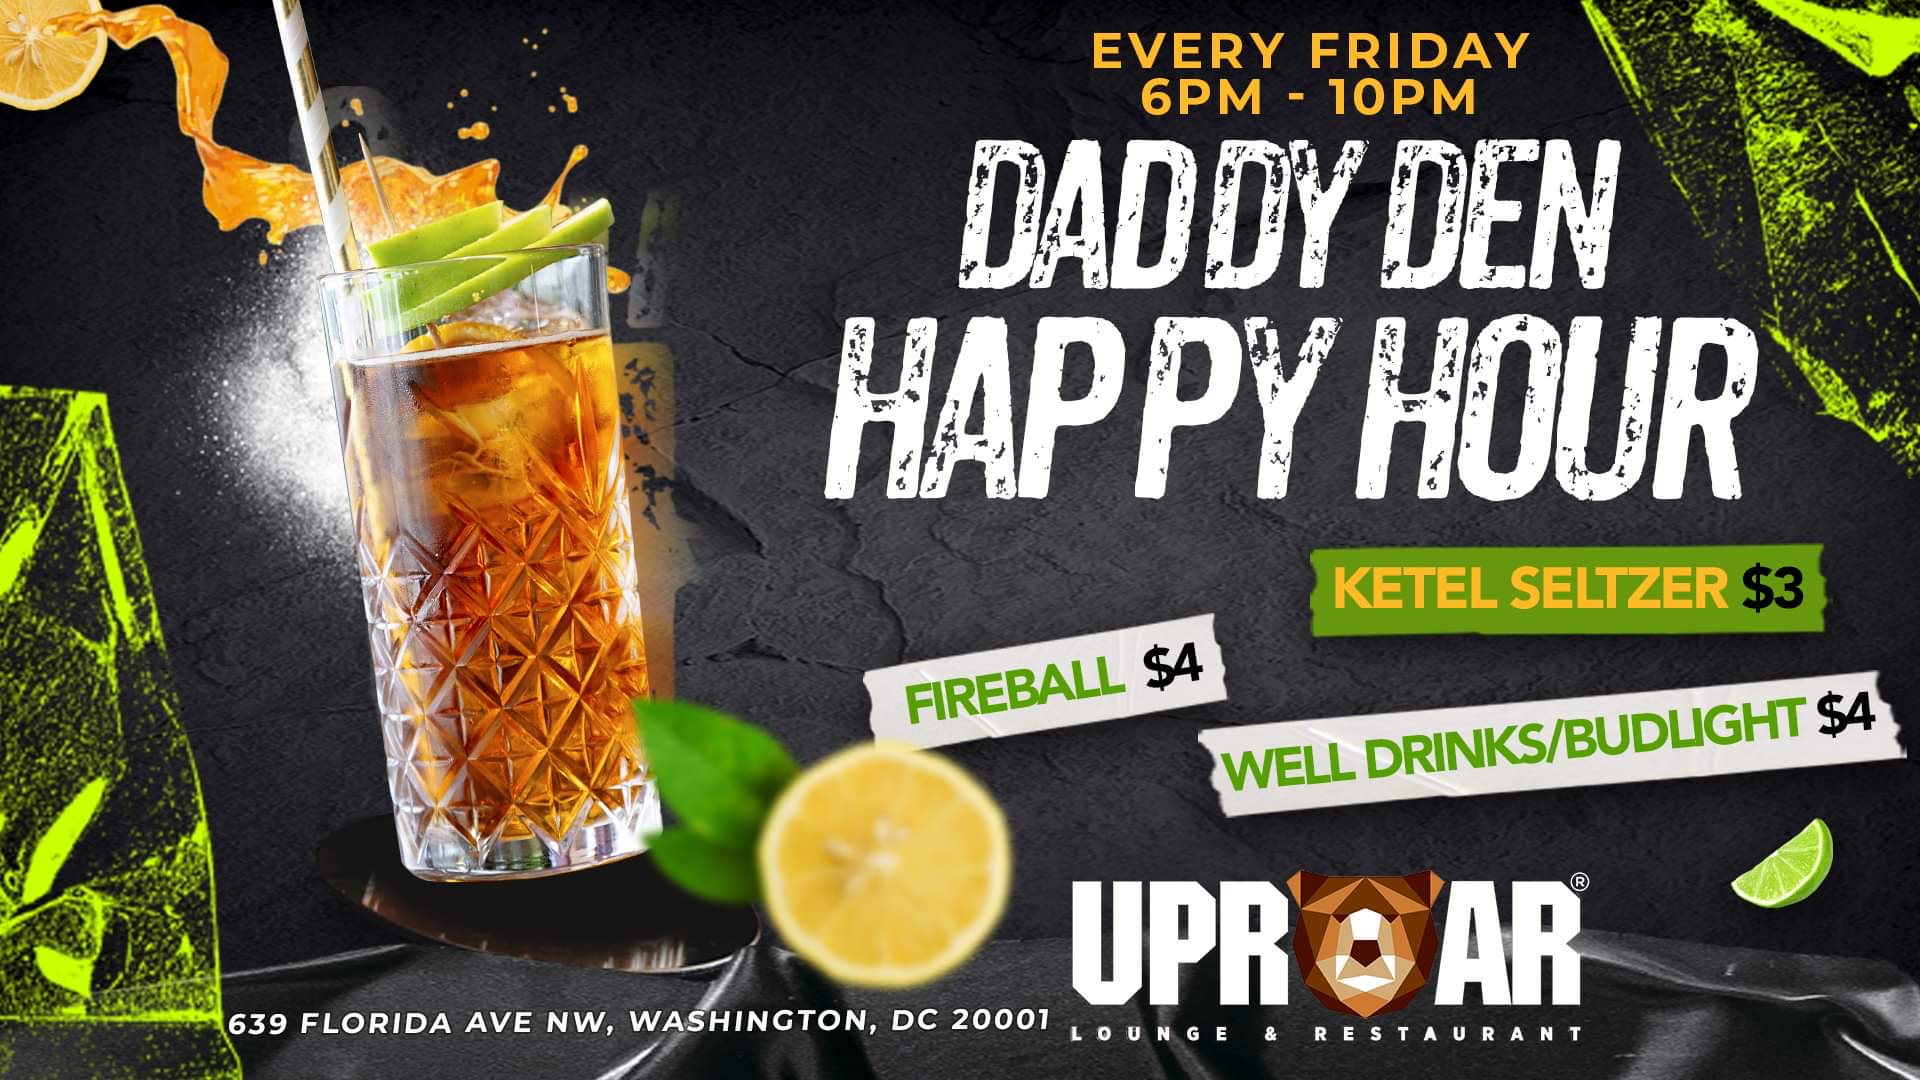 EVERY FRIDAY
6PM - 10PM
DADDY DEN
HAPPY HOUR
KETEL SELTZER $3
FIREBALL $4
WELL DRINKS/BUDLIGHT $4
UPROAR®
LOUNGE & RESTAURANT
639 FLORIDA AVE NW, WASHINGTON, DC 20001